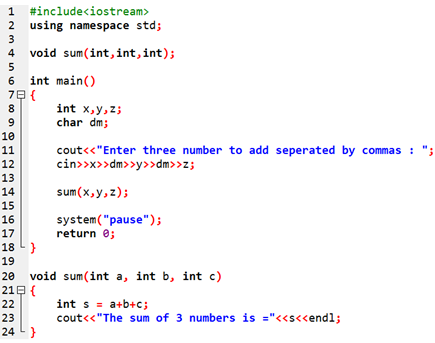 1 #include<iostream>
2 using namespace std;
3
4 void sum(int,int,int);
5
6 int main()
7 {
8 int x,y,z;
9 char dm;
10
11 cout<<"Enter three number to add seperated by commas : ";
12 cin>>x>>dm>>y>>dm>>z;
13
14 sum(x,y,z);
15
16 system("pause");
17 return 0;
18 }
19
20 void sum(int a, int b, int c)
21 {
22 int s = a+b+c;
23 cout<<"The sum of 3 numbers is ="<<s<<endl;
24 }